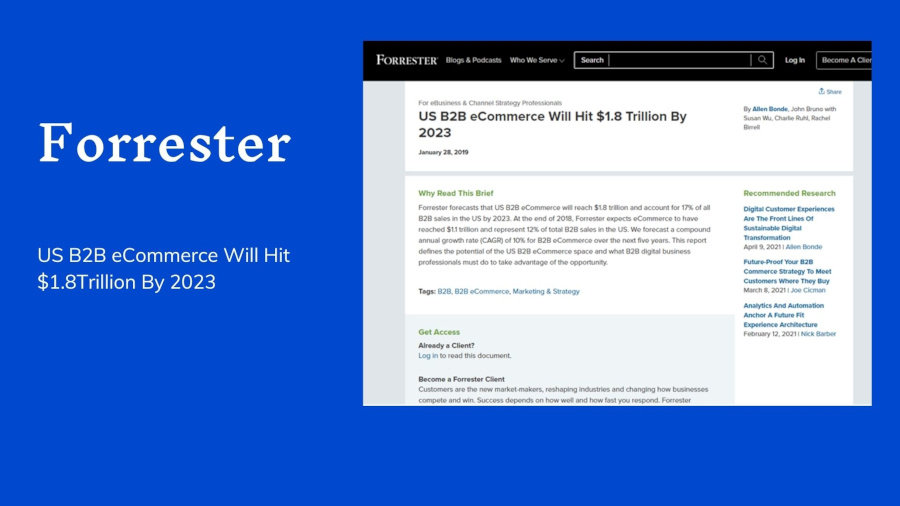 Forrester
US B2B eCommerce Will Hit
$1.8Trillion By 2023
FORRESTER Blogs & Podcasts Who We Serve Search Log In Become A Clien
Share
For eBusiness & Channel Strategy Professionals
US B2B eCommerce Will Hit $1.8 Trillion By
2023
January 28, 2019
By Allen Bonde, John Bruno with
Susan Wu, Charlie Ruhl, Rachel
Birrell
Why Read This Brief
Forrester forecasts that US B2B eCommerce will reach $1.8 trillion and account for 17% of all
B2B sales in the US by 2023. At the end of 2018, Forrester expects eCommerce to have
reached $1.1 trillion and represent 12% of total B2B sales in the US. We forecast a compound
annual growth rate (CAGR) of 10% for B2B eCommerce over the next five years. This report
defines the potential of the US B2B eCommerce space and what B2B digital business
professionals must do to take advantage of the opportunity.
Tags: B2B, B2B eCommerce, Marketing & Strategy
Recommended Research
Digital Customer Experiences
Are The Front Lines Of
Sustainable Digital
Transformation
April 9, 2021 | Allen Bonde
Future-Proof Your B2B
Commerce Strategy To Meet
Customers Where They Buy
March 8, 2021 | Joe Cicman
Analytics And Automation
Anchor A Future Fit
Experience Architecture
February 12, 2021 | Nick Barber
Get Access
Already a Client?
Log in to read this document.
Become a Forrester Client
Customers are the new market-makers, reshaping industries and changing how businesses
compete and win. Success depends on how well and how fast you respond. Forrester